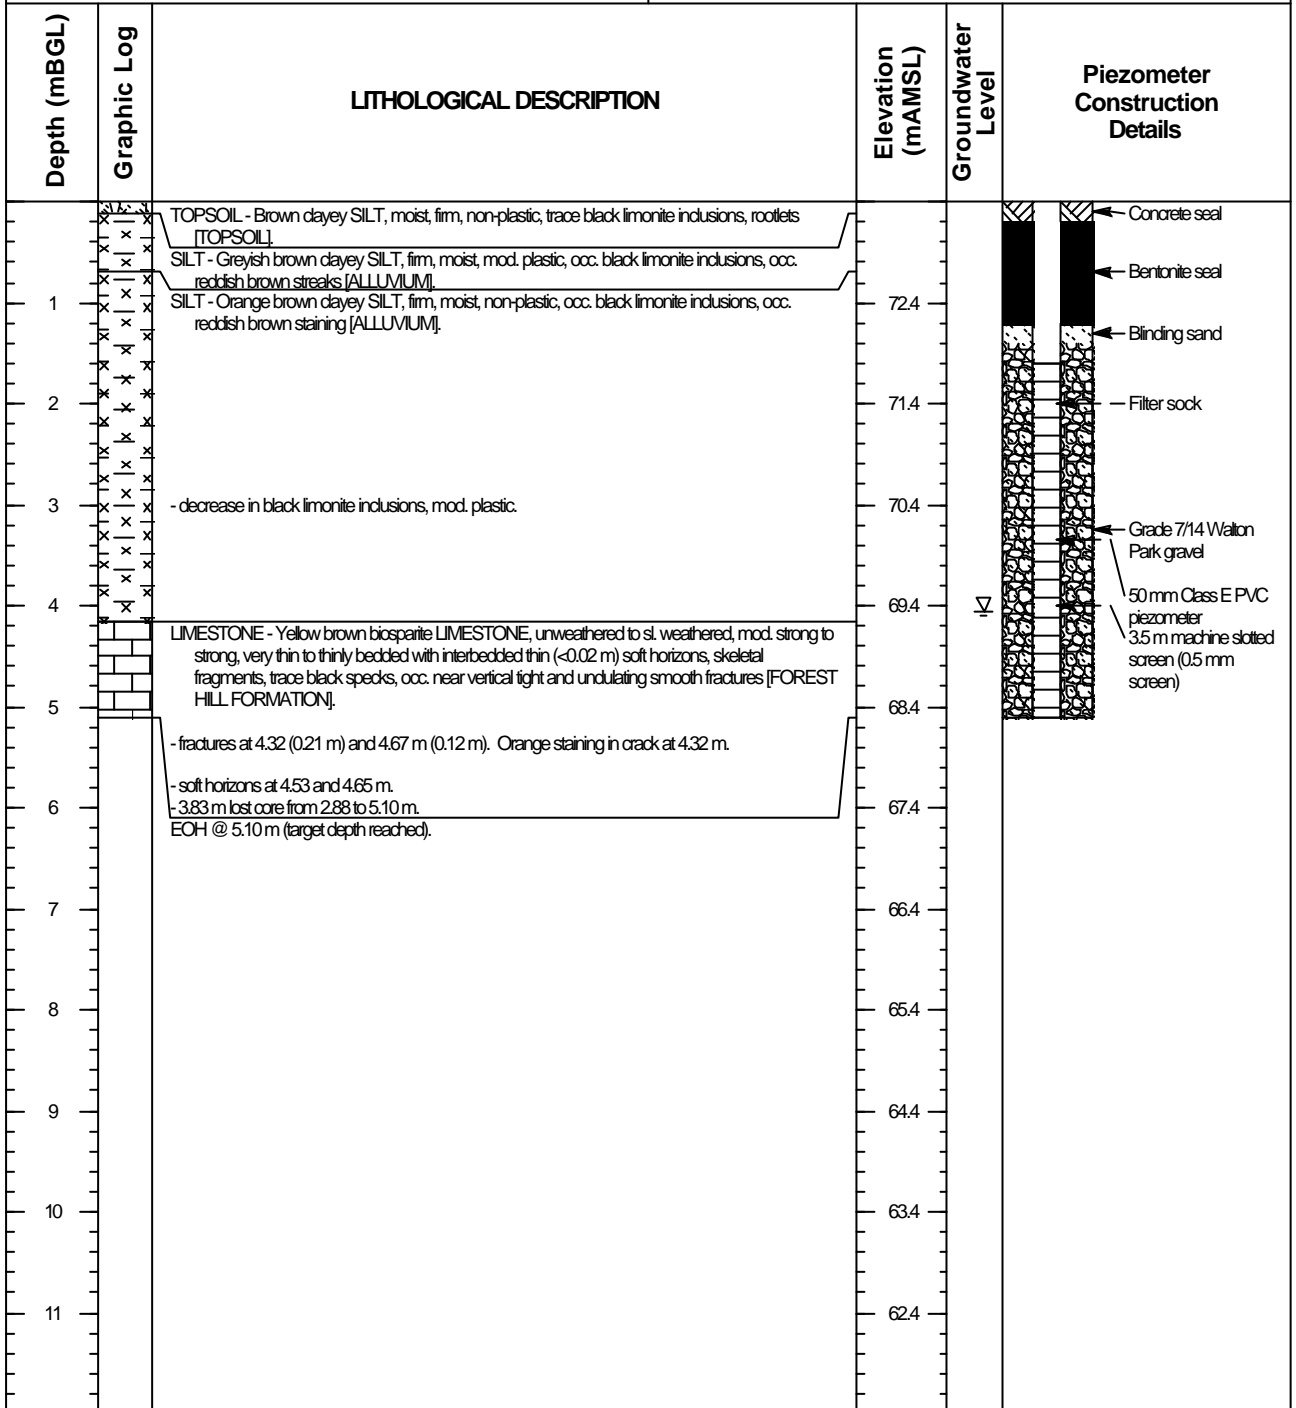 Depth (mBGL)
Graphic Log
LITHOLOGICAL DESCRIPTION
Elevation
(mAMSL)
Groundwater
Level
Piezometer
Construction
Details
TOPSOIL - Brown clayey SILT, moist, firm, non-plastic, trace black limonite inclusions, rootlets
[TOPSOIL].
SILT - Greyish brown clayey SILT, firm, moist, mod. plastic, occ. black limonite inclusions, occ.
reddish brown streaks [ALLUVIUM].
SILT - Orange brown clayey SILT, firm, moist, non-plastic, occ. black limonite inclusions, occ.
reddish brown staining [ALLUVIUM].
- decrease in black limonite inclusions, mod. plastic.
LIMESTONE - Yellow brown biosparite LIMESTONE, unweathered to sl. weathered, mod. strong to
strong, very thin to thinly bedded with interbedded thin (<0.02 m) soft horizons, skeletal
fragments, trace black specks, occ. near vertical tight and undulating smooth fractures [FOREST
HILL FORMATION].
- fractures at 4.32 (0.21 m) and 4.67 m (0.12 m). Orange staining in crack at 4.32 m.
- soft horizons at 4.53 and 4.65 m.
- 3.83 m lost core from 2.88 to 5.10 m.
EOH @ 5.10 m (target depth reached).
1
2
3
4
5
6
7
8
9
10
11
72.4
71.4
70.4
69.4
68.4
67.4
66.4
65.4
64.4
63.4
62.4
Concrete seal
Bentonite seal
Blinding sand
Filter sock
Grade 7/14 Walton
Park gravel
50 mm Class E PVC
piezometer
3.5 m machine slotted
screen (0.5 mm
screen)